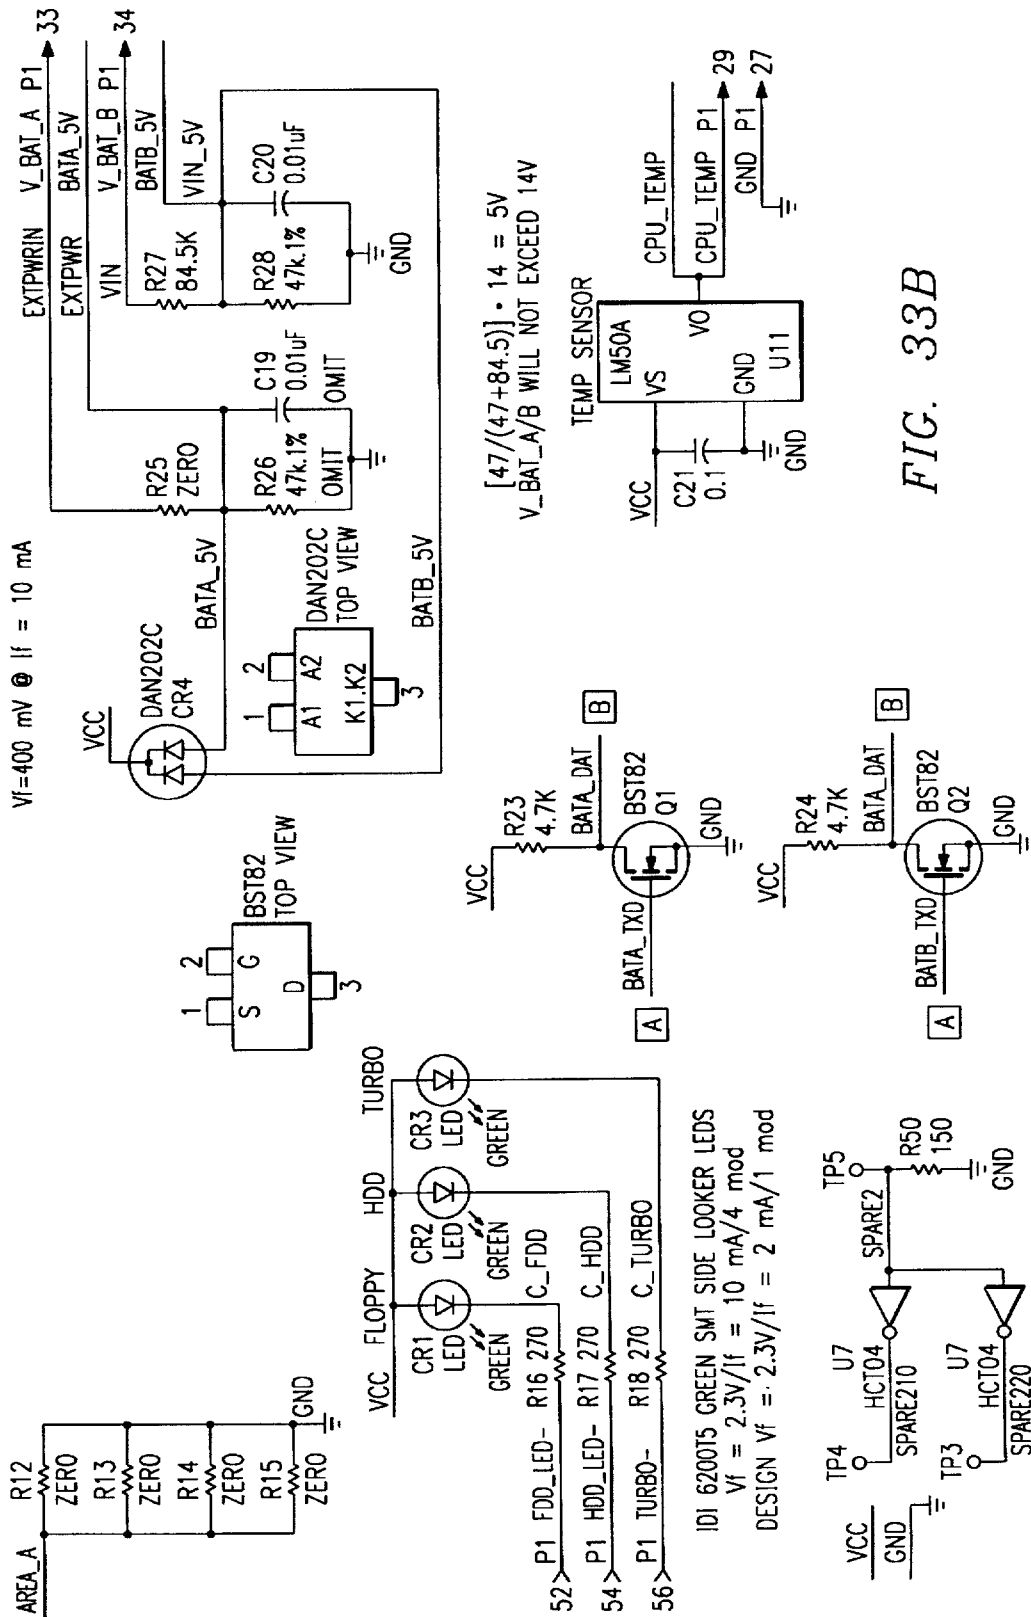 AREA_A
R12
ZERO
R13
ZERO
R14
ZERO
R15
ZERO
GND
VCC
FLOPPY
HDD
TURBO
CR1
LED
GREEN
CR2
LED
GREEN
CR3
LED
GREEN
52
P1 FDD_LED-
R16 270
C_FDD
54
P1 HDD_LED-
R17 270
C_HDD
56
P1 TURBO-
R18 270
C_TURBO
IDI 6200T5 GREEN SMT SIDE LOOKER LEDS
Vf = 2.3V/If = 10 mA/4 mod
DESIGN Vf = 2.3V/If = 2 mA/1 mod
VCC
GND
TP4
U7
HCT04
SPARE210
TP3
U7
HCT04
SPARE220
SPARE2
TP5
R50
150
GND
1
2
S
G
D
3
BST82
TOP VIEW
Vf=400 mV @ If = 10 mA
VCC
DAN202C
CR4
1
2
A1
A2
K1.K2
3
DAN202C
TOP VIEW
BATA_5V
BATB_5V
R25
ZERO
R26
47k.1%
OMIT
C19
0.01uF
OMIT
EXTPWRIN
V_BAT_A
P1
33
EXTPWR
BATA_5V
VIN
V_BAT_B
P1
34
BATB_5V
VIN_5V
R27
84.5K
R28
47k.1%
C20
0.01uF
GND
VCC
R23
4.7K
BATA_DAT
B
BST82
Q1
GND
BATA_TXD
A
VCC
R24
4.7K
BATA_DAT
B
BST82
Q2
GND
BATB_TXD
A
[47/(47+84.5)]· 14 = 5V
V_BAT_A/B WILL NOT EXCEED 14V
TEMP SENSOR
LM50A
VS
VO
GND
U11
VCC
C21
0.1
GND
CPU_TEMP
CPU_TEMP
P1
29
GND
P1
27
FIG. 33B